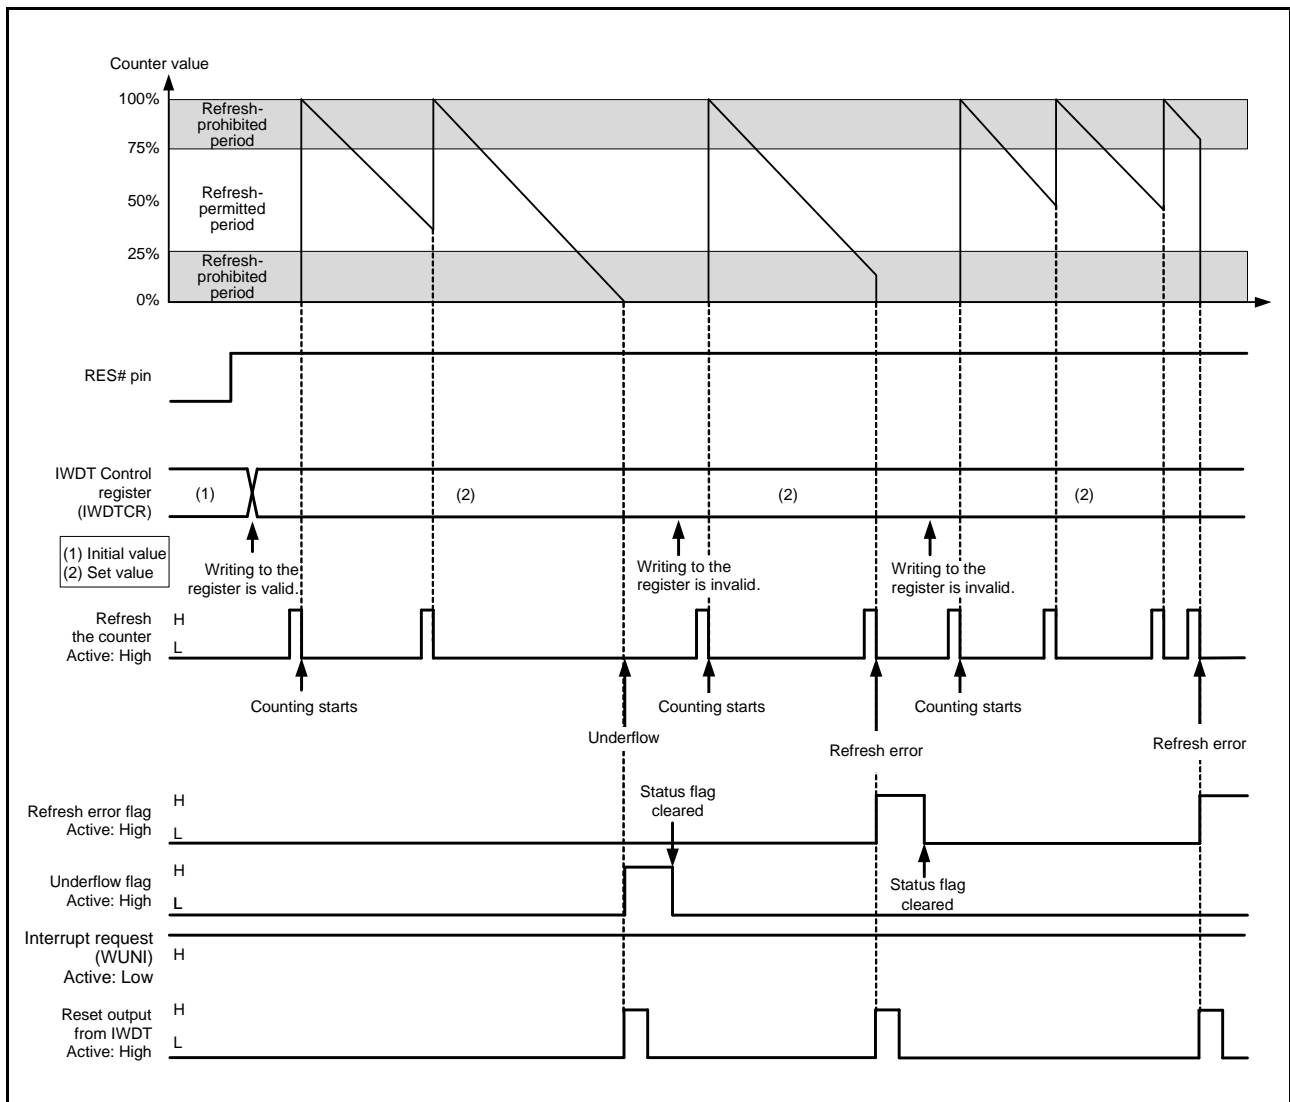 Counter value
100%
Refresh-
prohibited
period
75%
Refresh-
permitted
period
50%
25%
Refresh-
prohibited
period
0%
RES# pin
IWDT Control
register
(IWDTCR)
(1)
(2)
(2)
(2)
(1) Initial value
(2) Set value
Writing to the
register is valid.
Writing to the
register is invalid.
Writing to the
register is invalid.
Refresh
the counter
Active: High
H
L
Counting starts
Counting starts
Counting starts
Underflow
Refresh error
Refresh error
Refresh error flag
Active: High
H
L
Status flag
cleared
Status flag
cleared
Underflow flag
Active: High
H
L
Interrupt request
(WUNI)
Active: Low
H
Reset output
from IWDT
Active: High
H
L